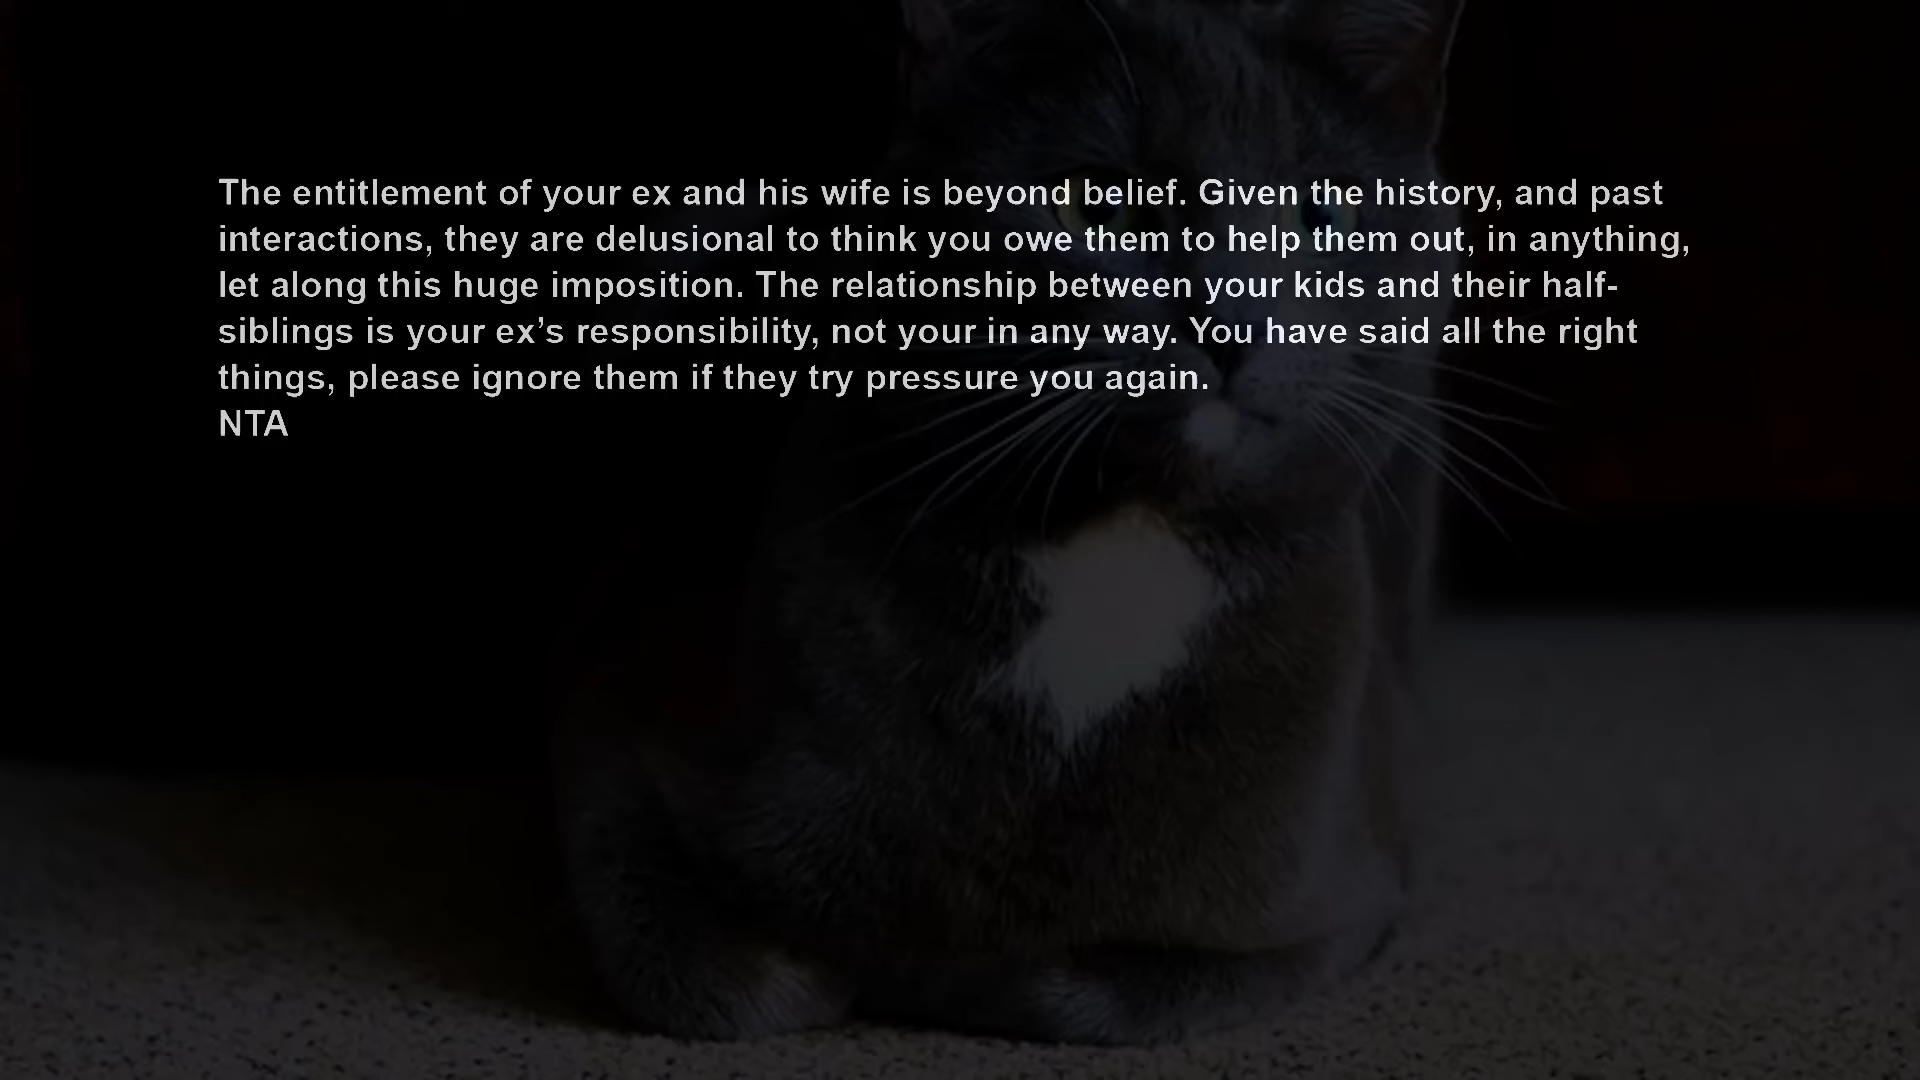 The entitlement of your ex and his wife is beyond belief. Given the history, and past
interactions, they are delusional to think you owe them to help them out, in anything,
let along this huge imposition. The relationship between your kids and their half-
siblings is your ex’s responsibility, not your in any way. You have said all the right
things, please ignore them if they try pressure you again.
NTA